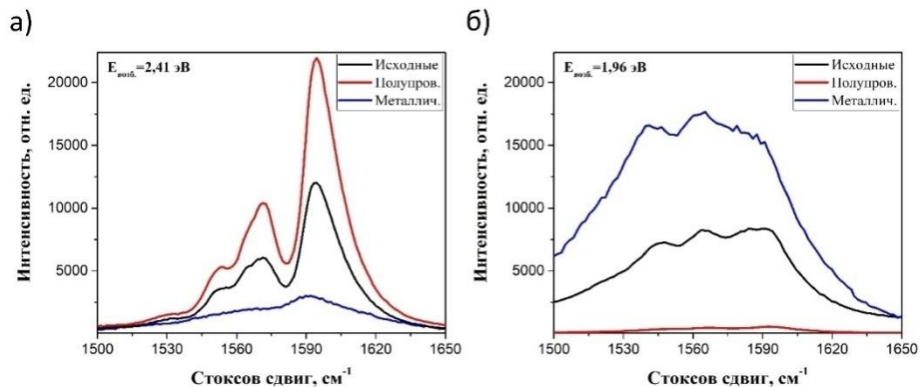 а)
E возб. =2,41 эВ
Исходные
Полупров.
Металлич.
20000
15000
10000
5000
1500 1530 1560 1590 1620 1650
Интенсивность, отн. ед.
Стоксов сдвиг, см⁻¹
б)
E возб. =1,96 эВ
Исходные
Полупров.
Металлич.
20000
15000
10000
5000
1500 1530 1560 1590 1620 1650
Интенсивность, отн. ед.
Стоксов сдвиг, см⁻¹